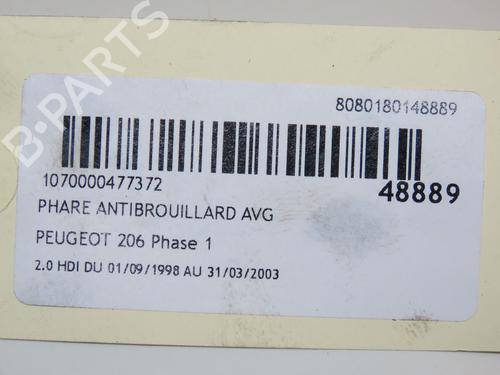 8080180148889
1070000477372
48889
PHARE ANTIBROUILLARD AVG
PEUGEOT 206 Phase 1
2.0 HDI DU 01/09/1998 AU 31/03/2003
B-PARTS